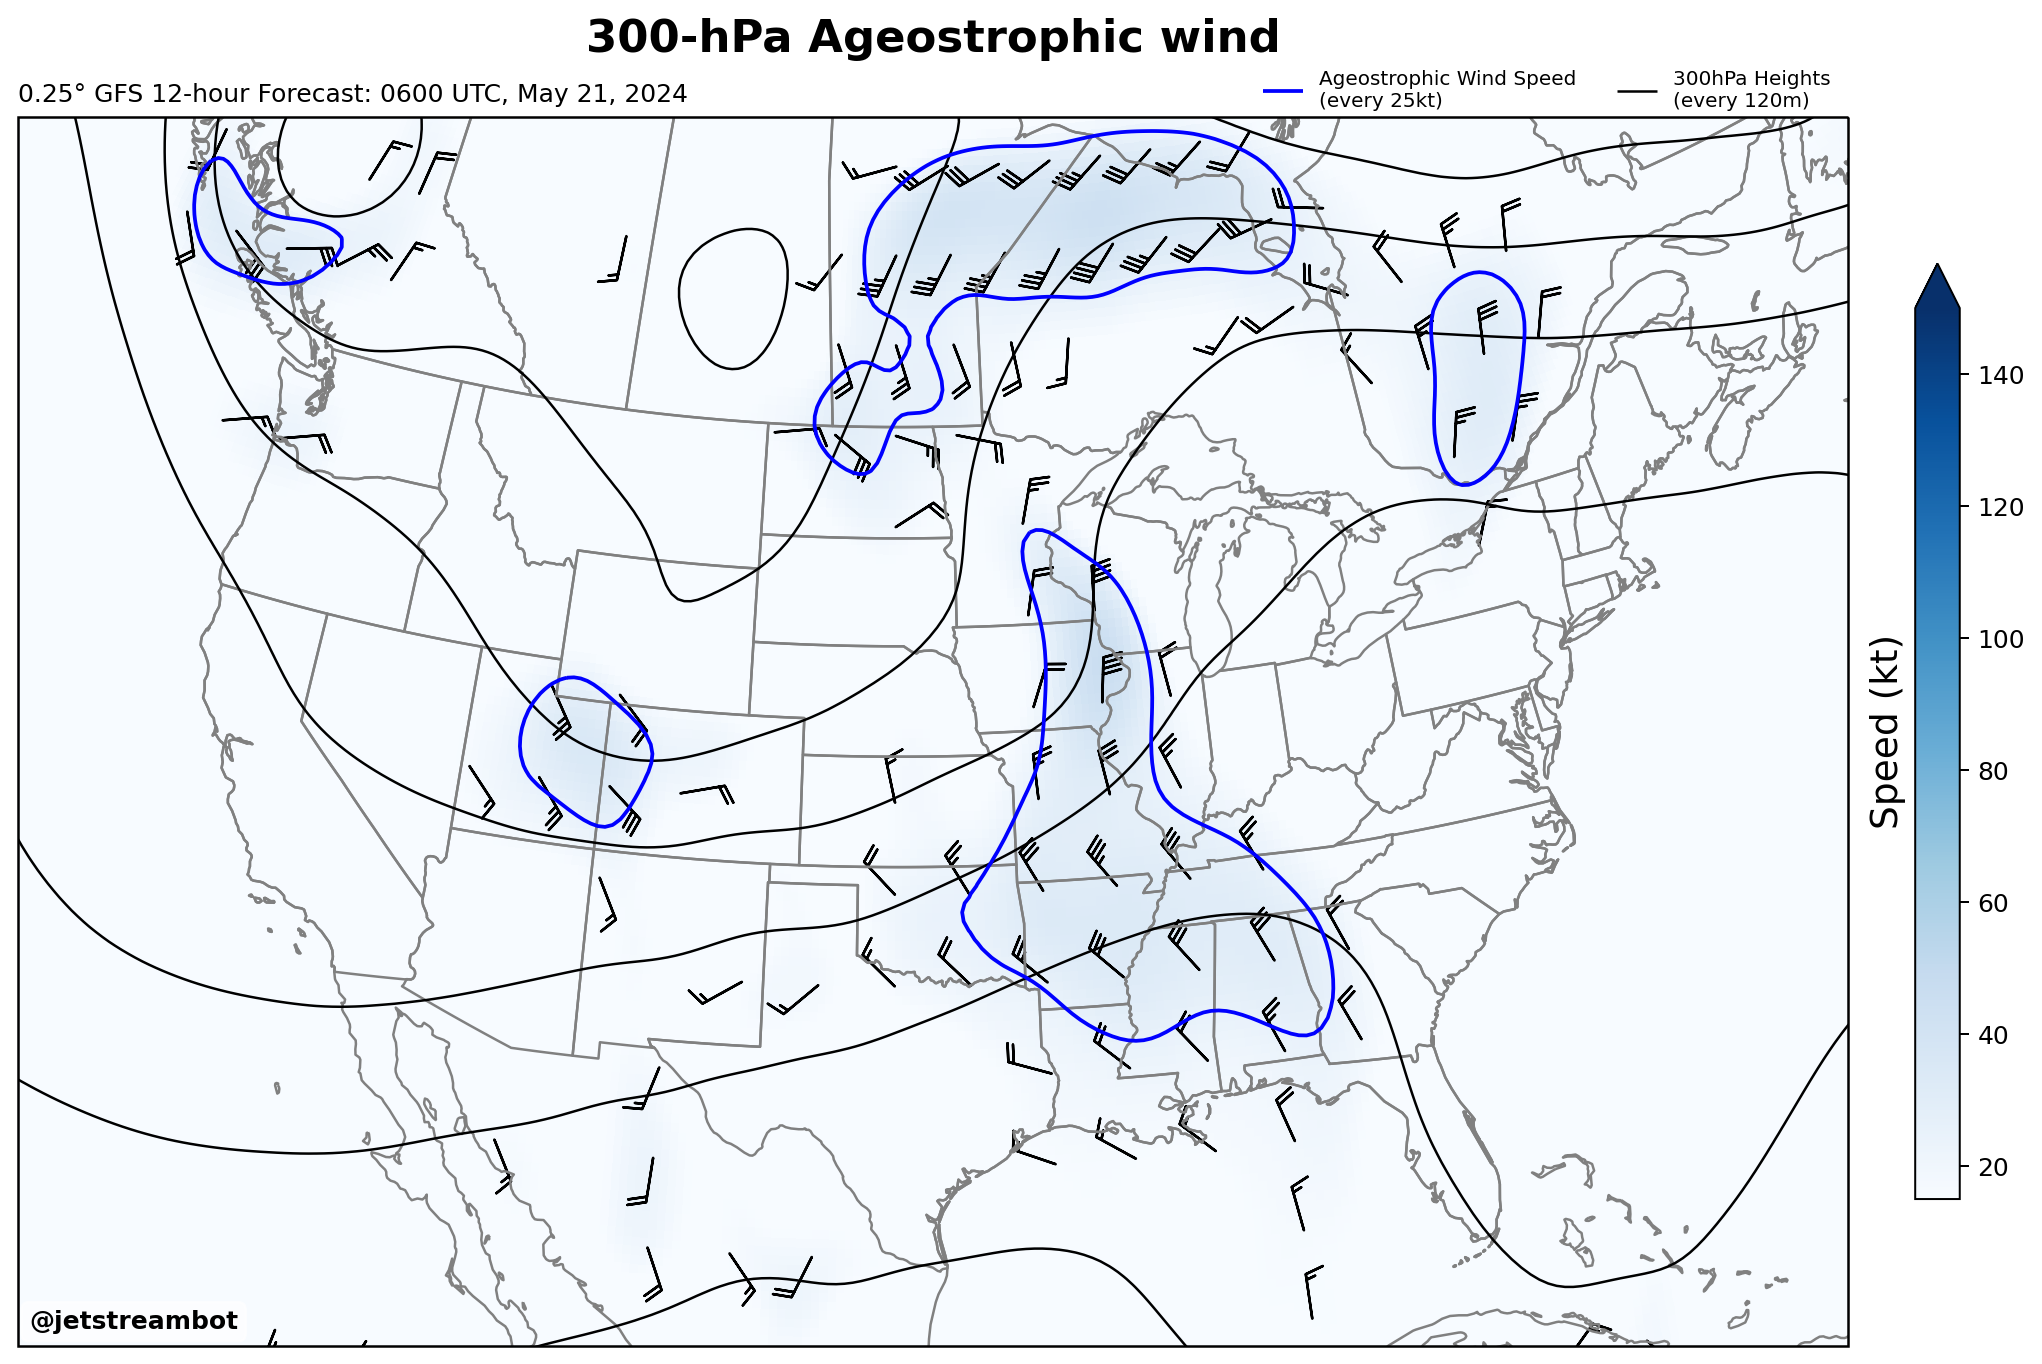 300-hPa Ageostrophic wind
0.25° GFS 12-hour Forecast: 0600 UTC, May 21, 2024
Ageostrophic Wind Speed
(every 25kt)
300hPa Heights
(every 120m)
140
120
100
80
60
40
20
Speed (kt)
@jetstreambot